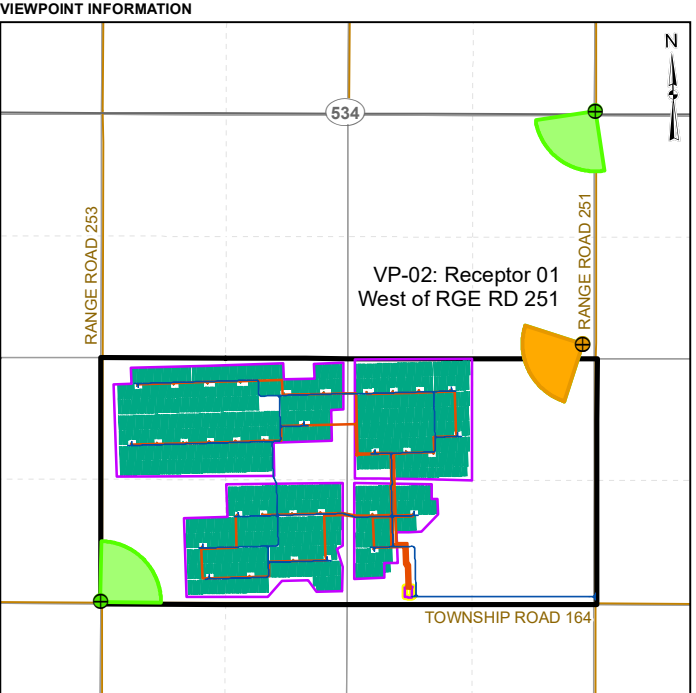 VIEWPOINT INFORMATION
N
534
RANGE ROAD 253
RANGE ROAD 251
VP-02: Receptor 01
West of RGE RD 251
TOWNSHIP ROAD 164